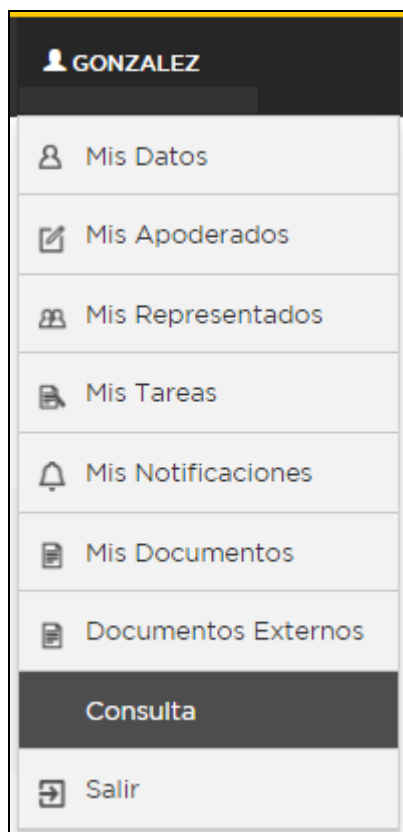 GONZALEZ
Mis Datos
Mis Apoderados
Mis Representados
Mis Tareas
Mis Notificaciones
Mis Documentos
Documentos Externos
Consulta
Salir